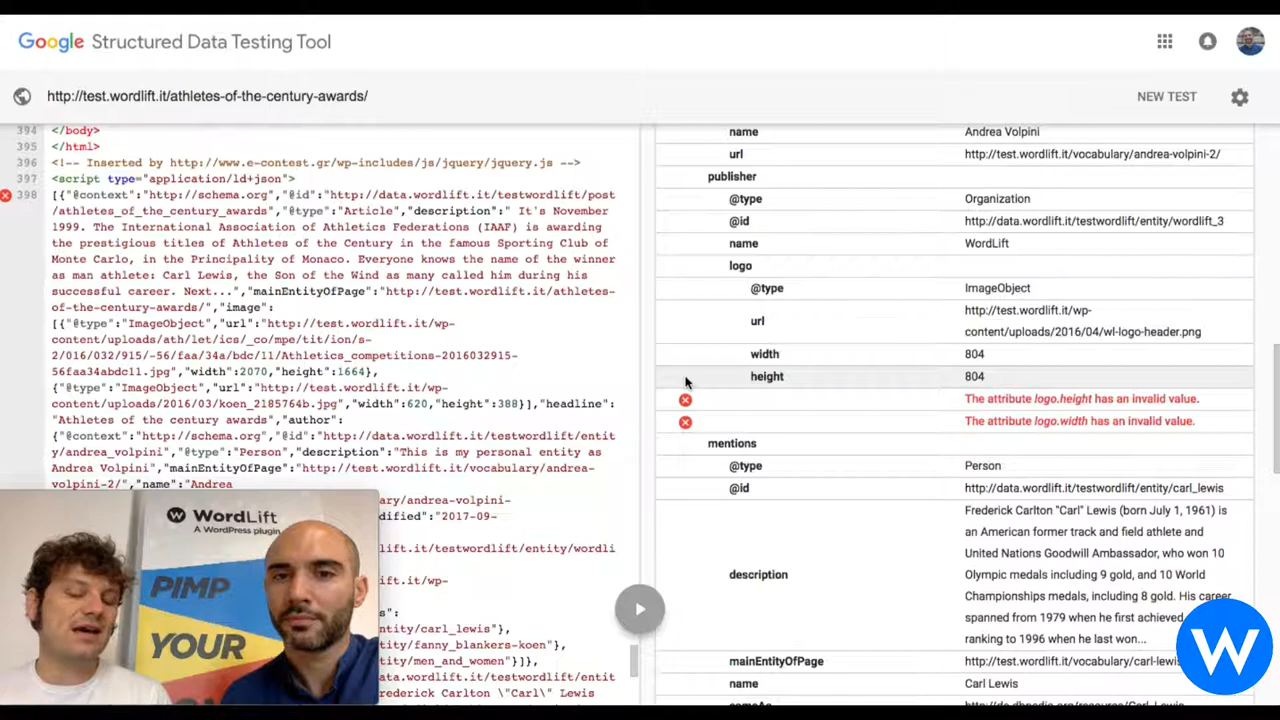 Google Structured Data Testing Tool
http://test.wordlift.it/athletes-of-the-century-awards/
NEW TEST
394 </body>
395 </html>
396 <!-- Inserted by http://www.e-contest.gr/wp-includes/js/jquery/jquery.js -->
397 <script type="application/ld+json">
398 [{"@context":"http://schema.org","@id":"http://data.wordlift.it/testwordlift/post
/athletes_of_the_century_awards","@type":"Article","description":" It's November
1999. The International Association of Athletics Federations (IAAF) is awarding
the prestigious titles of Athletes of the Century in the famous Sporting Club of
Monte Carlo, in the Principality of Monaco. Everyone knows the name of the winner
as man athlete: Carl Lewis, the Son of the Wind as many called him during his
successful career. Next...","mainEntityOfPage":"http://test.wordlift.it/athletes-
of-the-century-awards/","image":
[{"@type":"ImageObject","url":"http://test.wordlift.it/wp-
content/uploads/ath/let/ics/_co/mpe/tit/ion/s-
2/016/032/915/-56/faa/34a/bdc/11/Athletics_competitions-2016032915-
56faa34abdc11.jpg","width":2070,"height":1664},
{"@type":"ImageObject","url":"http://test.wordlift.it/wp-
content/uploads/2016/03/koen_2185764b.jpg","width":620,"height":388}],"headline":
"Athletes of the century awards","author":
{"@context":"http://schema.org","@id":"http://data.wordlift.it/testwordlift/entit
y/andrea_volpini","@type":"Person","description":"This is my personal entity as
Andrea Volpini","mainEntityOfPage":"http://test.wordlift.it/vocabulary/andrea-
volpini-2/","name":"Andrea
ry/andrea-volpini-
dified":"2017-09-
.it/testwordlift/entity/wordli
ift.it/wp-
s":
ntity/carl_lewis"},
ntity/fanny_blankers-koen"},
ntity/men_and_women"}]},
ata.wordlift.it/testwordlift/entit
rederick Carlton \"Carl\" Lewis
name Andrea Volpini
url http://test.wordlift.it/vocabulary/andrea-volpini-2/
publisher
@type Organization
@id http://data.wordlift.it/testwordlift/entity/wordlift_3
name WordLift
logo
@type ImageObject
url http://test.wordlift.it/wp-
content/uploads/2016/04/wl-logo-header.png
width 804
height 804
The attribute logo.height has an invalid value.
The attribute logo.width has an invalid value.
mentions
@type Person
@id http://data.wordlift.it/testwordlift/entity/carl_lewis
description Frederick Carlton "Carl" Lewis (born July 1, 1961) is
an American former track and field athlete and
United Nations Goodwill Ambassador, who won 10
Olympic medals including 9 gold, and 10 World
Championships medals, including 8 gold. His career
spanned from 1979 when he first achieved
ranking to 1996 when he last won...
mainEntityOfPage http://test.wordlift.it/vocabulary/carl-lewis
name Carl Lewis
WordLift
A WordPress plugin
PIMP
YOUR
W